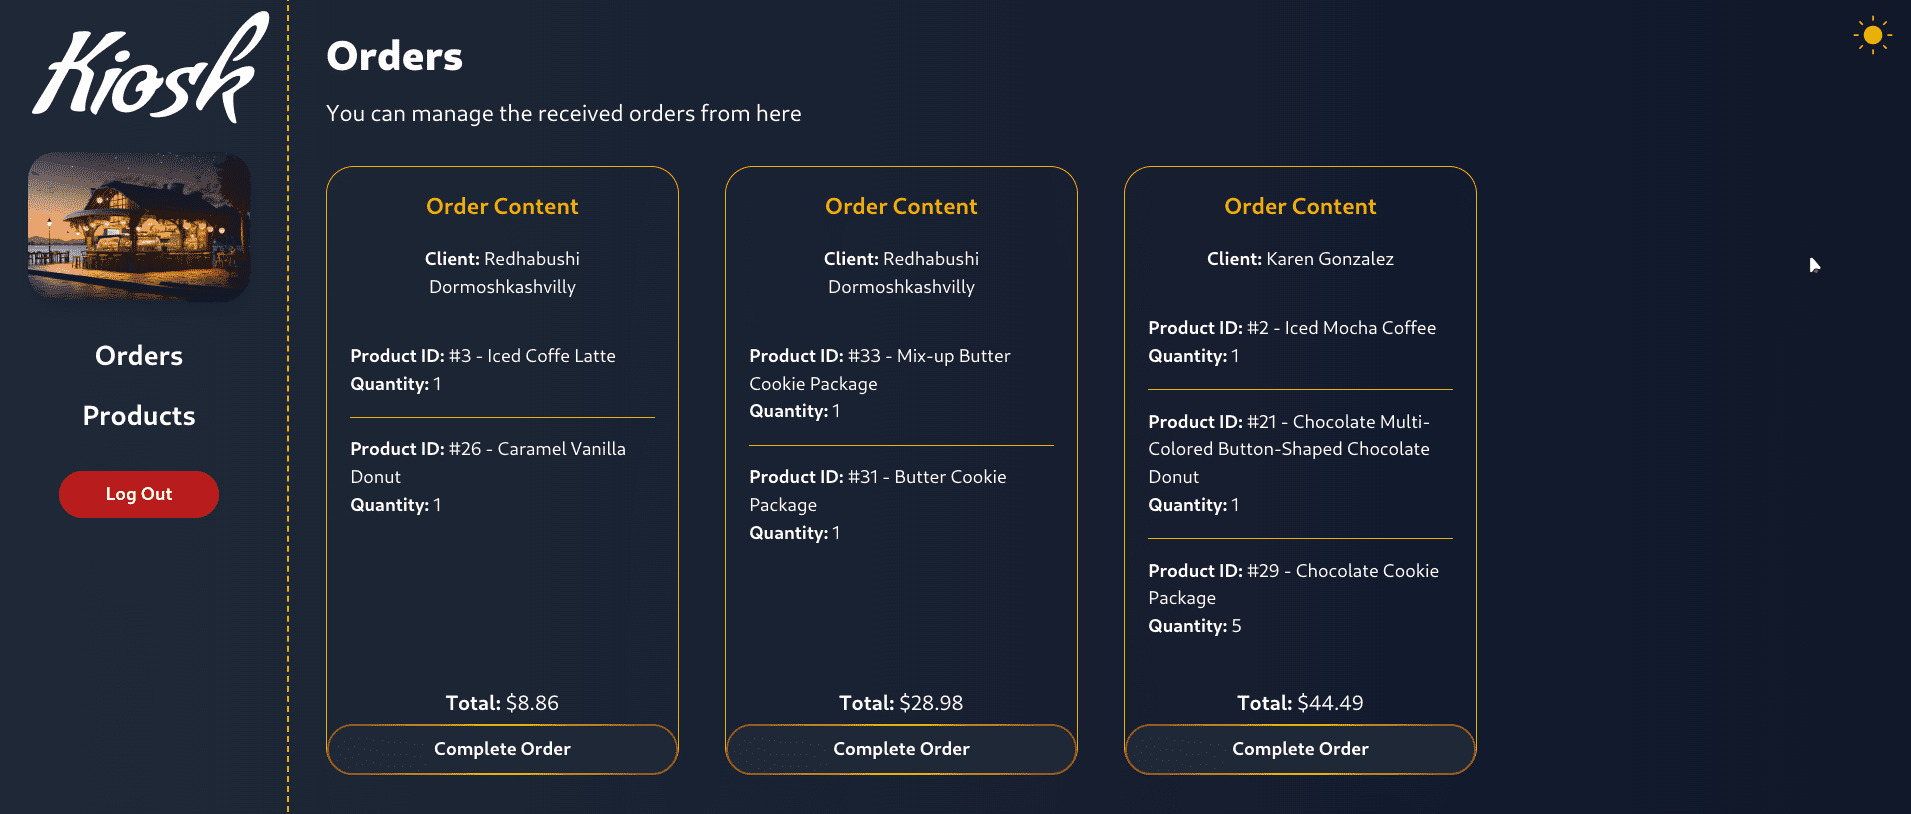 Kiosk
Orders
Products
Log Out
Orders
You can manage the received orders from here
Order Content
Client: Redhabushi
Dormoshkashvilly
Product ID: #3 - Iced Coffe Latte
Quantity: 1
Product ID: #26 - Caramel Vanilla
Donut
Quantity: 1
Total: $8.86
Complete Order
Order Content
Client: Redhabushi
Dormoshkashvilly
Product ID: #33 - Mix-up Butter
Cookie Package
Quantity: 1
Product ID: #31 - Butter Cookie
Package
Quantity: 1
Total: $28.98
Complete Order
Order Content
Client: Karen Gonzalez
Product ID: #2 - Iced Mocha Coffee
Quantity: 1
Product ID: #21 - Chocolate Multi-
Colored Button-Shaped Chocolate
Donut
Quantity: 1
Product ID: #29 - Chocolate Cookie
Package
Quantity: 5
Total: $44.49
Complete Order